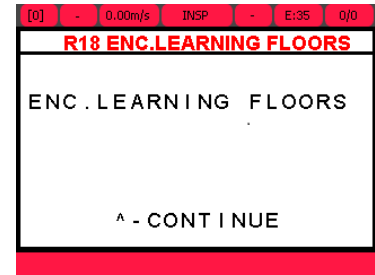 [0] - 0.00m/s INSP - E:35 0/0
R18 ENC.LEARNING FLOORS
ENC.LEARNING FLOORS
^-CONTINUE